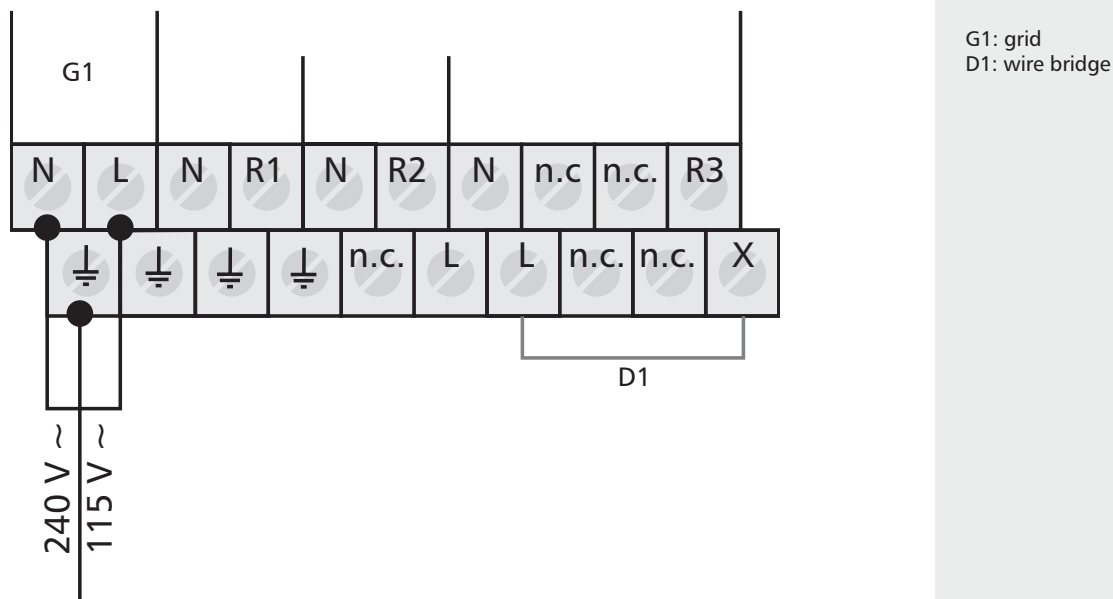 G1
N L N R1 N R2 N n.c n.c. R3
n.c. L L n.c. n.c. X
D1
240 V ~
115 V ~
G1: grid
D1: wire bridge